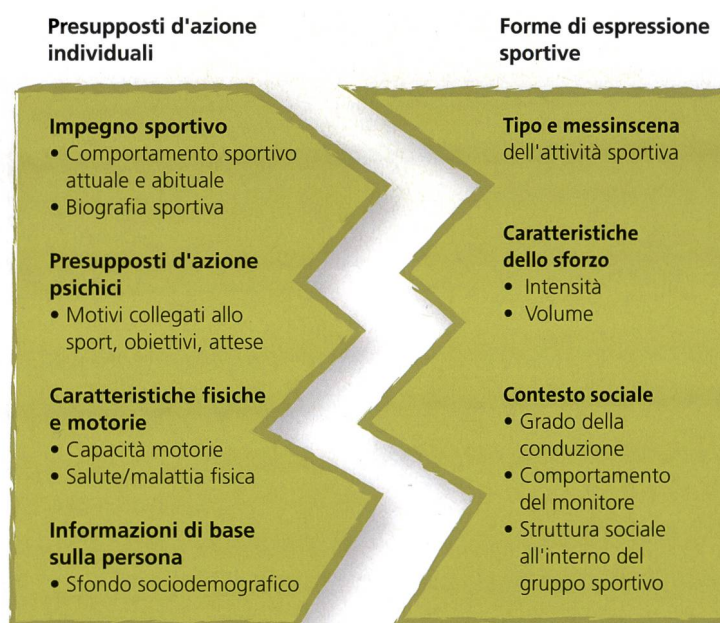 Presupposti d'azione
individuali
Impegno sportivo
• Comportamento sportivo
attuale e abituale
• Biografia sportiva
Presupposti d'azione
psichici
• Motivi collegati allo
sport, obiettivi, attese
Caratteristiche fisiche
e motorie
• Capacità motorie
• Salute/malattia fisica
Informazioni di base
sulla persona
• Sfondo sociodemografico
Forme di espressione
sportive
Tipo e messinscena
dell'attività sportiva
Caratteristiche
dello sforzo
• Intensità
• Volume
Contesto sociale
• Grado della
conduzione
• Comportamento
del monitore
• Struttura sociale
all'interno del
gruppo sportivo